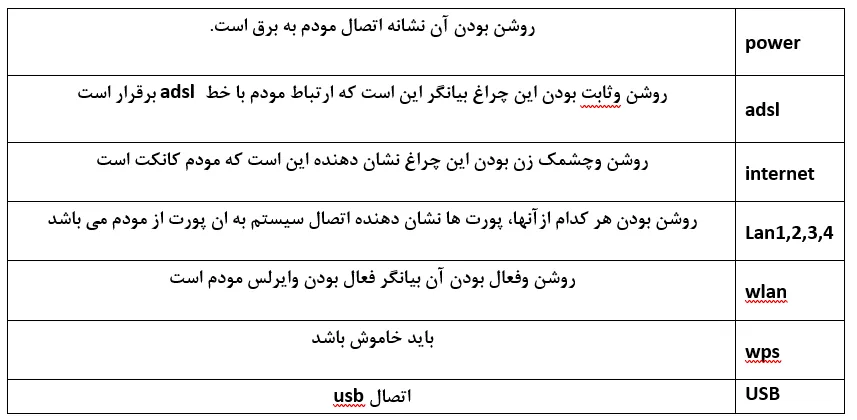 power
روشن بودن آن نشانه اتصال مودم به برق است.
adsl
روشن وثابت بودن این چراغ بیانگر این است که ارتباط مودم با خط adsl برقرار است
internet
روشن وچشمک زن بودن این چراغ نشان دهنده این است که مودم کانکت است
Lan1,2,3,4
روشن بودن هر کدام ازآنها، پورت ها نشان دهنده اتصال سیستم به ان پورت از مودم می باشد
wlan
روشن وفعال بودن آن بیانگر فعال بودن وایرلس مودم است
wps
باید خاموش باشد
USB
اتصال usb